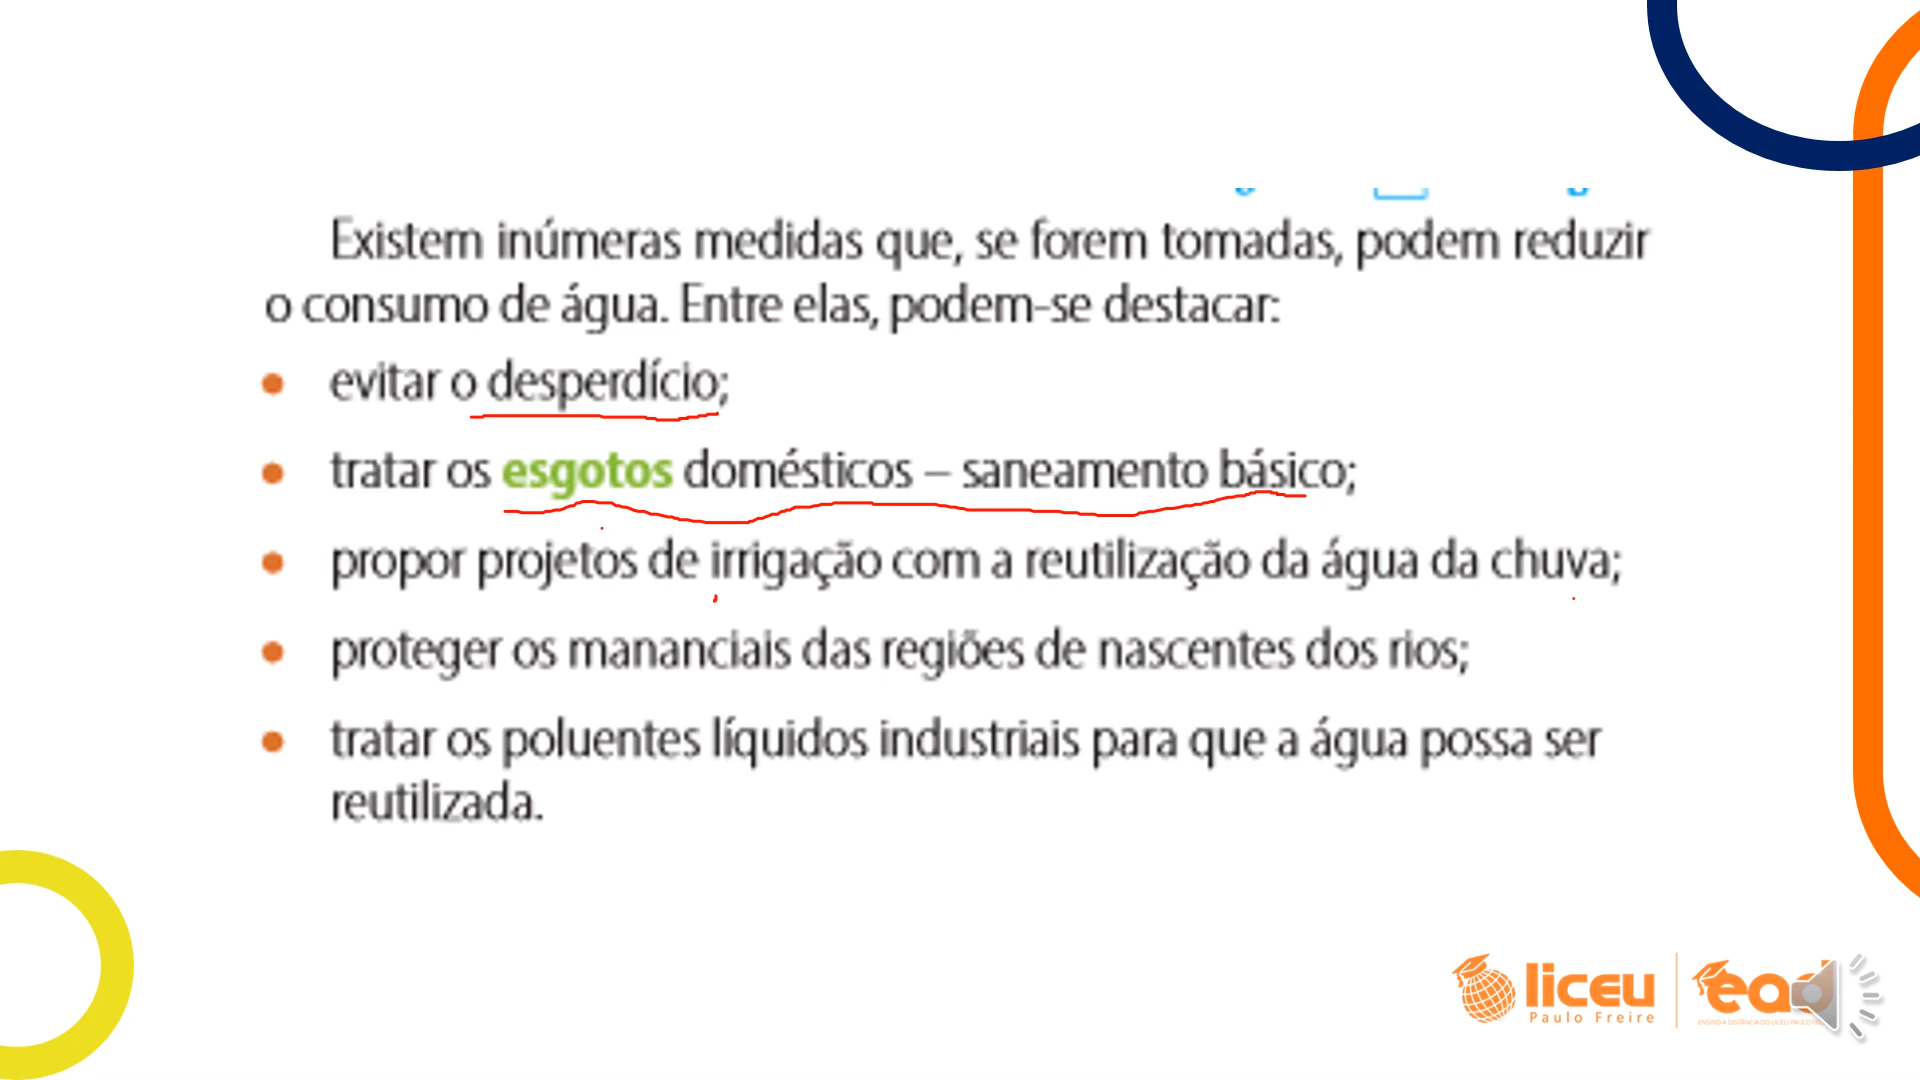 Existem inúmeras medidas que, se forem tomadas, podem reduzir
o consumo de água. Entre elas, podem-se destacar:
• evitar o desperdício;
• tratar os esgotos domésticos – saneamento básico;
• propor projetos de irrigação com a reutilização da água da chuva;
• proteger os mananciais das regiões de nascentes dos rios;
• tratar os poluentes líquidos industriais para que a água possa ser
reutilizada.
liceu
Paulo Freire
ead